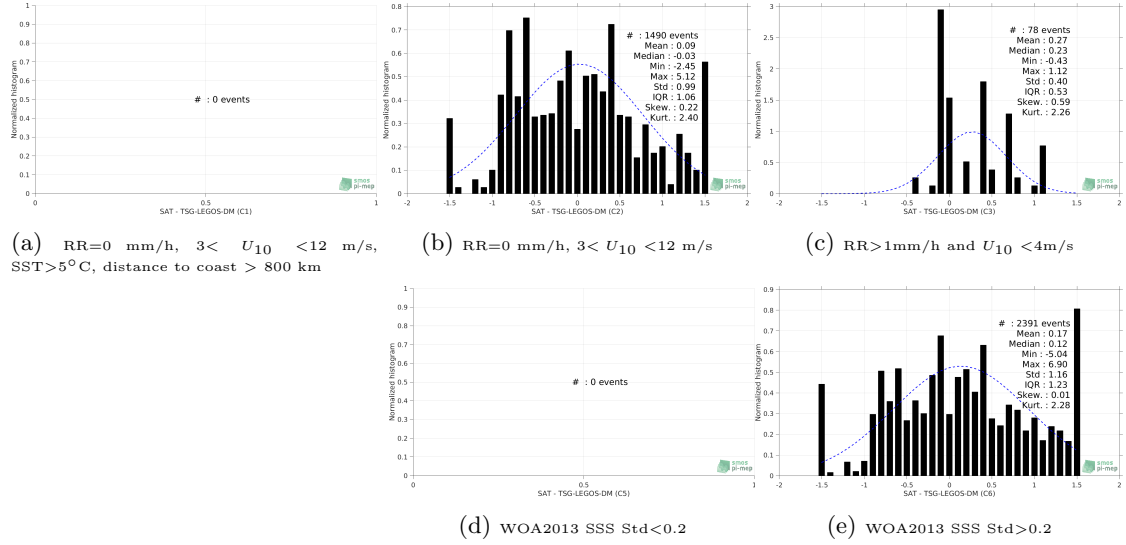 1
0.9
0.8
0.7
0.6
0.5
0.4
0.3
0.2
0.1
0
Normalized histogram
# : 0 events
smos
pi-mep
0
0.5
1
SAT - TSG-LEGOS-DM (C1)
(a) RR=0 mm/h, 3< U10 <12 m/s,
SST>5°C, distance to coast > 800 km
0.8
0.7
0.6
0.5
0.4
0.3
0.2
0.1
0
Normalized histogram
# : 1490 events
Mean : 0.09
Median : -0.03
Min : -2.45
Max : 5.12
Std : 0.99
IQR : 1.06
Skew. : 0.22
Kurt. : 2.40
smos
pi-mep
-2
-1.5
-1
-0.5
0
0.5
1
1.5
2
SAT - TSG-LEGOS-DM (C2)
(b) RR=0 mm/h, 3< U10 <12 m/s
3
2.5
2
1.5
1
0.5
0
Normalized histogram
# : 78 events
Mean : 0.27
Median : 0.23
Min : -0.43
Max : 1.12
Std : 0.40
IQR : 0.53
Skew. : 0.59
Kurt. : 2.26
smos
pi-mep
-2
-1.5
-1
-0.5
0
0.5
1
1.5
2
SAT - TSG-LEGOS-DM (C3)
(c) RR>1mm/h and U10 <4m/s
1
0.9
0.8
0.7
0.6
0.5
0.4
0.3
0.2
0.1
0
Normalized histogram
# : 0 events
smos
pi-mep
0
0.5
1
SAT - TSG-LEGOS-DM (C5)
(d) WOA2013 SSS Std<0.2
0.9
0.8
0.7
0.6
0.5
0.4
0.3
0.2
0.1
0
Normalized histogram
# : 2391 events
Mean : 0.17
Median : 0.12
Min : -5.04
Max : 6.90
Std : 1.16
IQR : 1.23
Skew. : 0.01
Kurt. : 2.28
smos
pi-mep
-2
-1.5
-1
-0.5
0
0.5
1
1.5
2
SAT - TSG-LEGOS-DM (C6)
(e) WOA2013 SSS Std>0.2